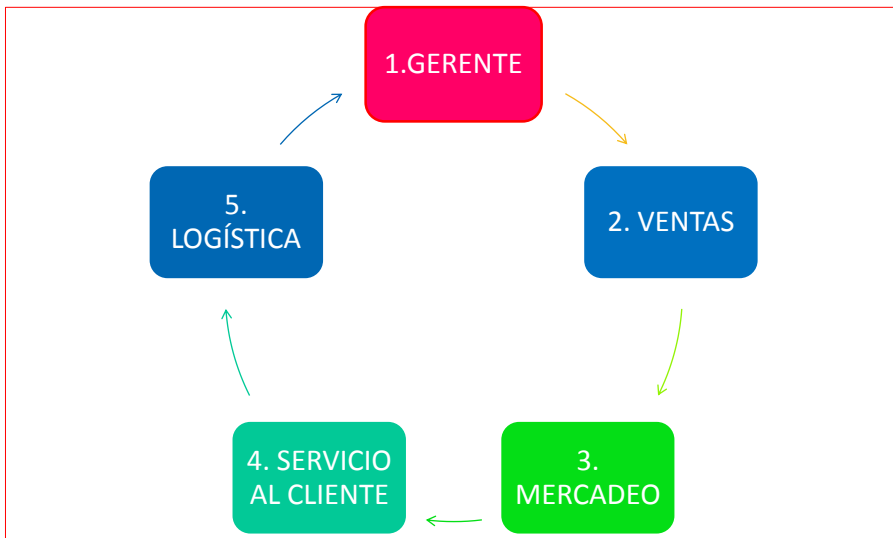 1.GERENTE
2. VENTAS
3.
MERCADEO
4. SERVICIO
AL CLIENTE
5.
LOGÍSTICA